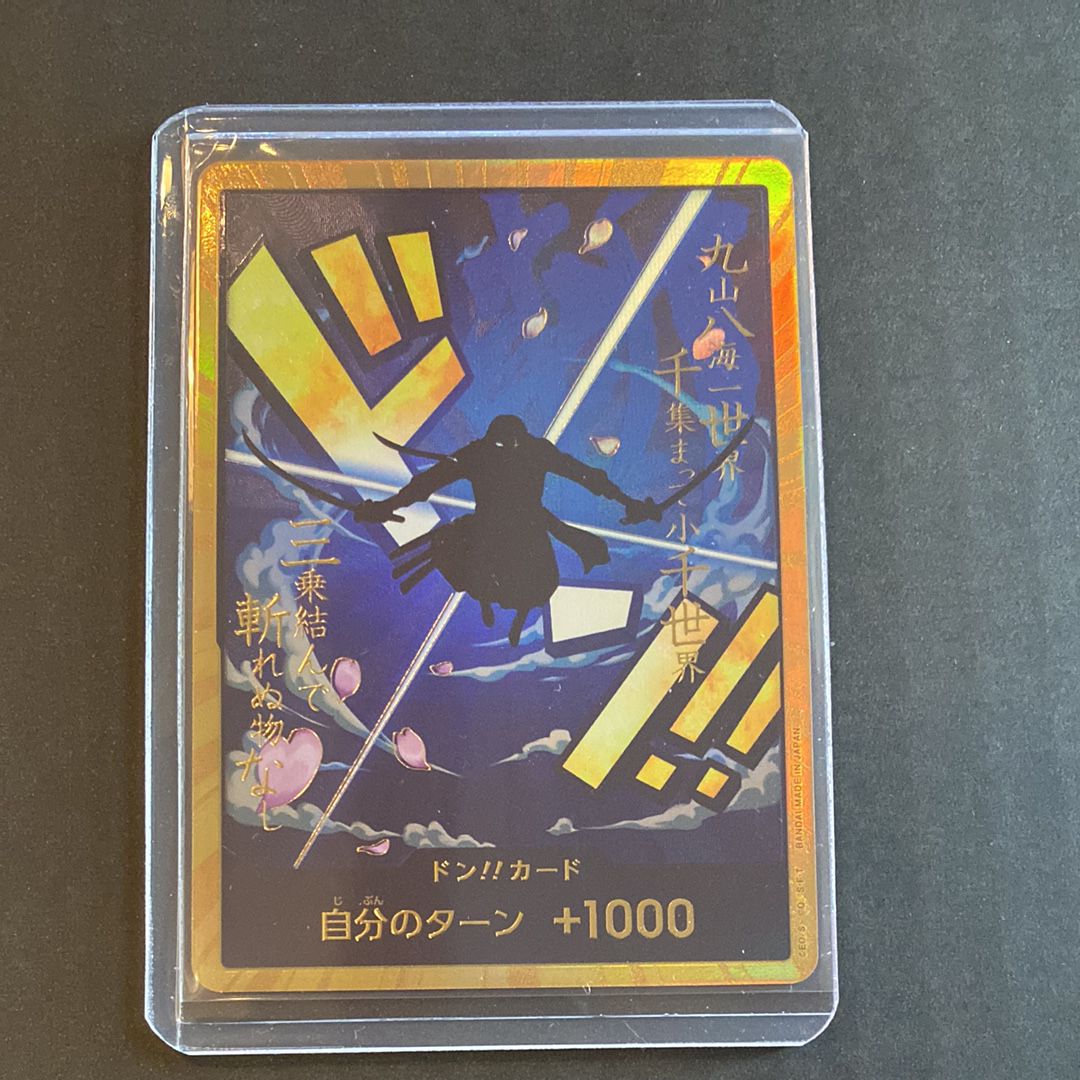 九山八海一世界
千集まって小千世界
三乗結んで
斬れぬ物なし
ドン!!
ドン!!カード
自分のターン +1000
BANDAI MADE IN JAPAN